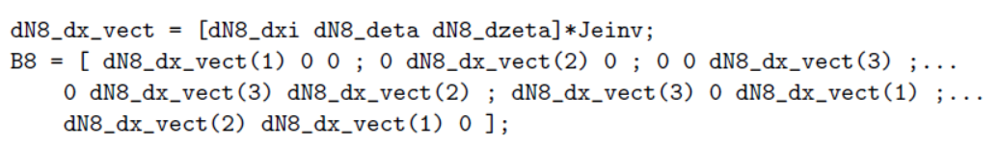 dN8_dx_vect = [dN8_dxi dN8_deta dN8_dzeta]*Jeinv;
B8 = [ dN8_dx_vect(1) 0 0 ; 0 dN8_dx_vect(2) 0 ; 0 0 dN8_dx_vect(3) ;...
0 dN8_dx_vect(3) dN8_dx_vect(2) ; dN8_dx_vect(3) 0 dN8_dx_vect(1) ;...
dN8_dx_vect(2) dN8_dx_vect(1) 0 ];